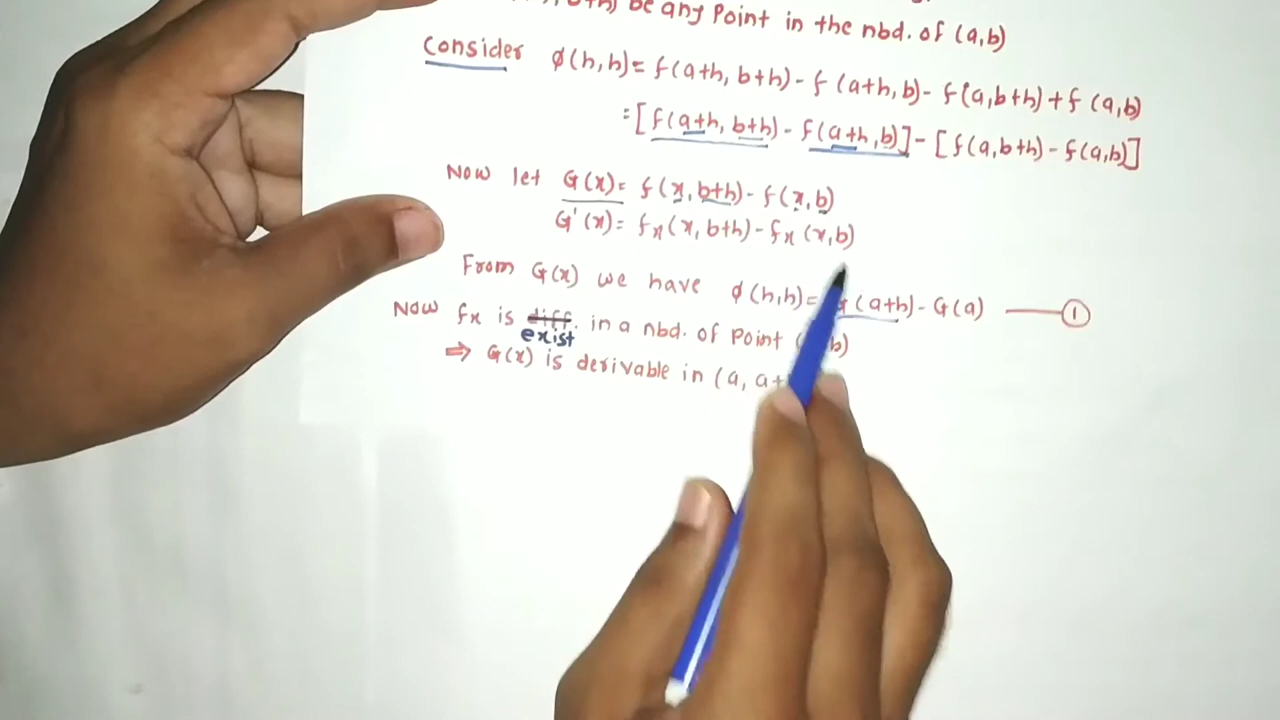 be any Point in the nbd. of (a,b)
Consider φ(h,h)= f(a+h, b+h)- f (a+h, b)- f(a,b+h)+f (a,b)
=[f(a+h, b+h)- f(a+h,b)]-[f(a,b+h)- f(a,b)]
Now let G(x)= f(x,b+h)- f(x,b)
G'(x)= fx(x, b+h)-fx (x,b)
From G(x) we have φ(h,h)= G(a+h)- G(a) ①
Now fx is diff. in a nbd. of Point b)
exist
⇒ G(x) is derivable in (a, a+